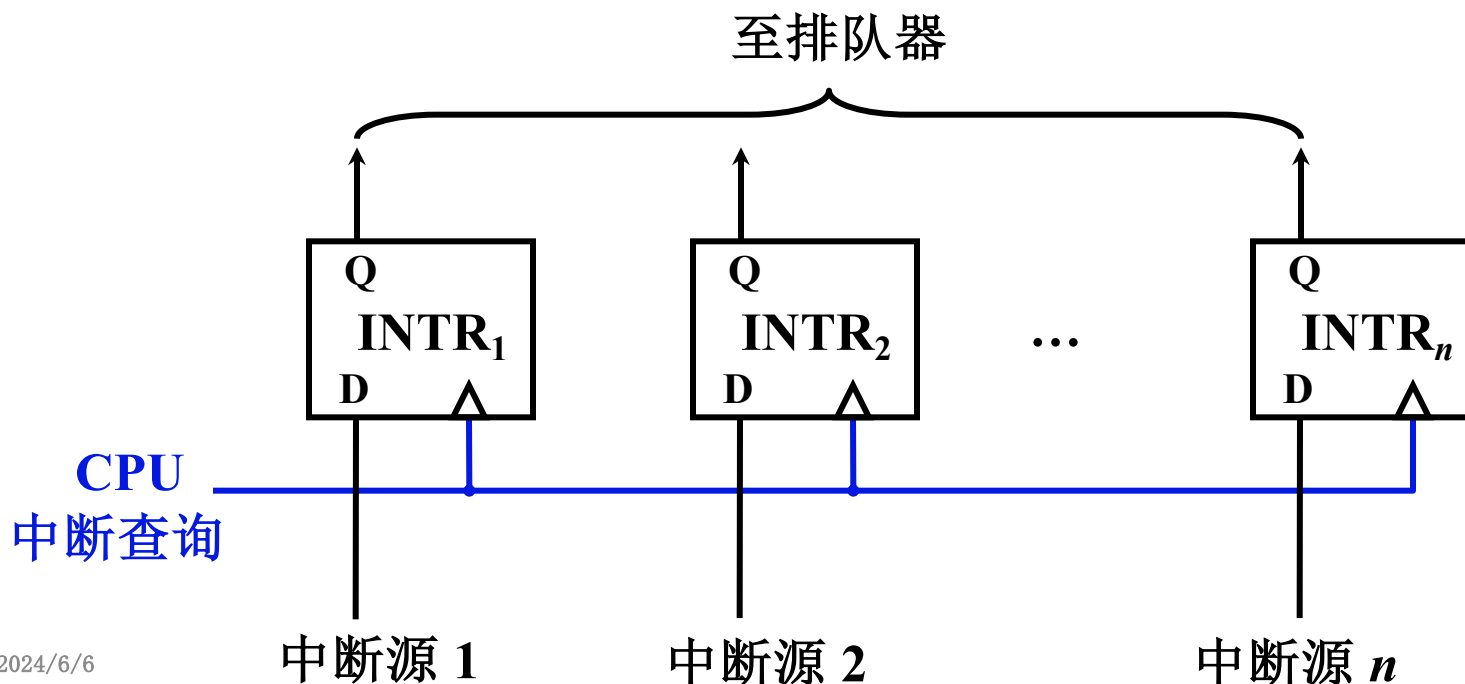 至排队器
Q
Q
Q
INTR₁
INTR₂
…
INTRₙ
D
D
D
CPU
中断查询
中断源 1
中断源 2
中断源 n
2024/6/6